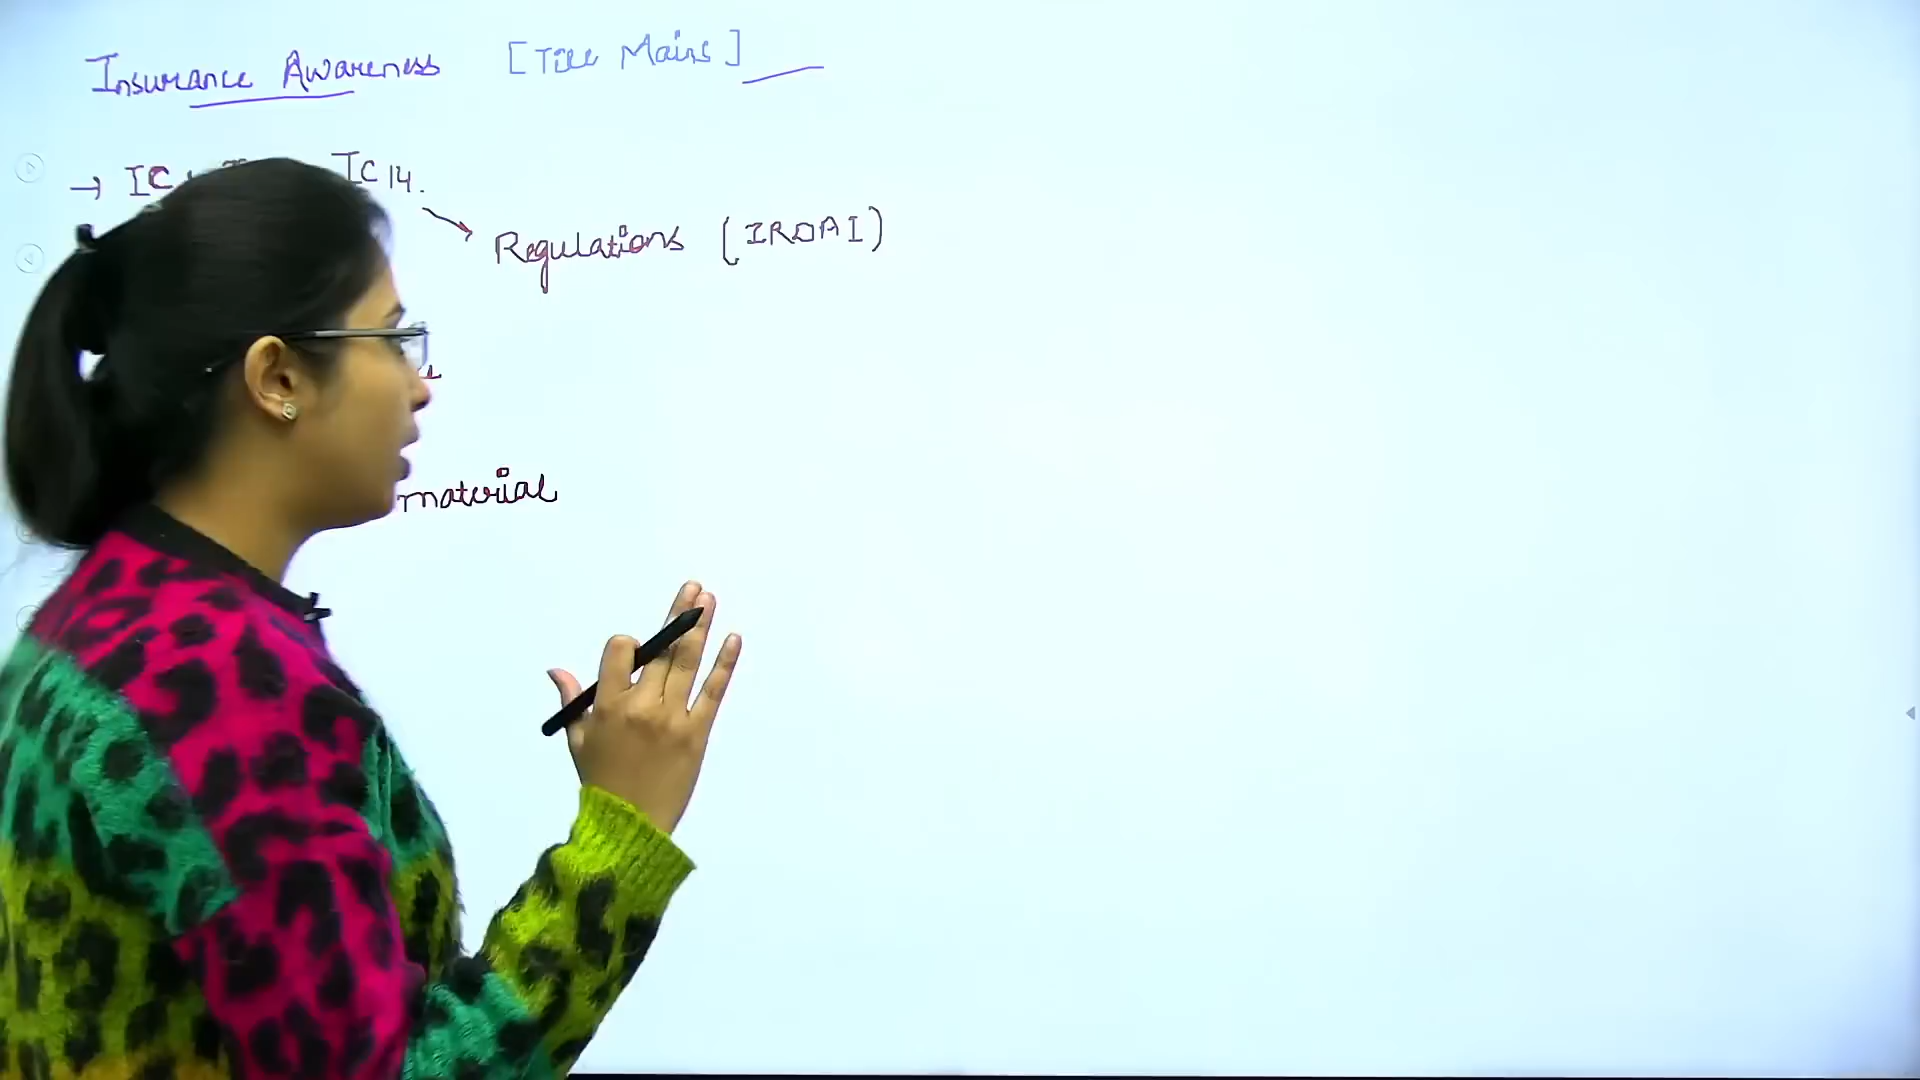 Insurance Awareness [Till Mains]
→ IC IC 14.
Regulations (IRDAI)
material